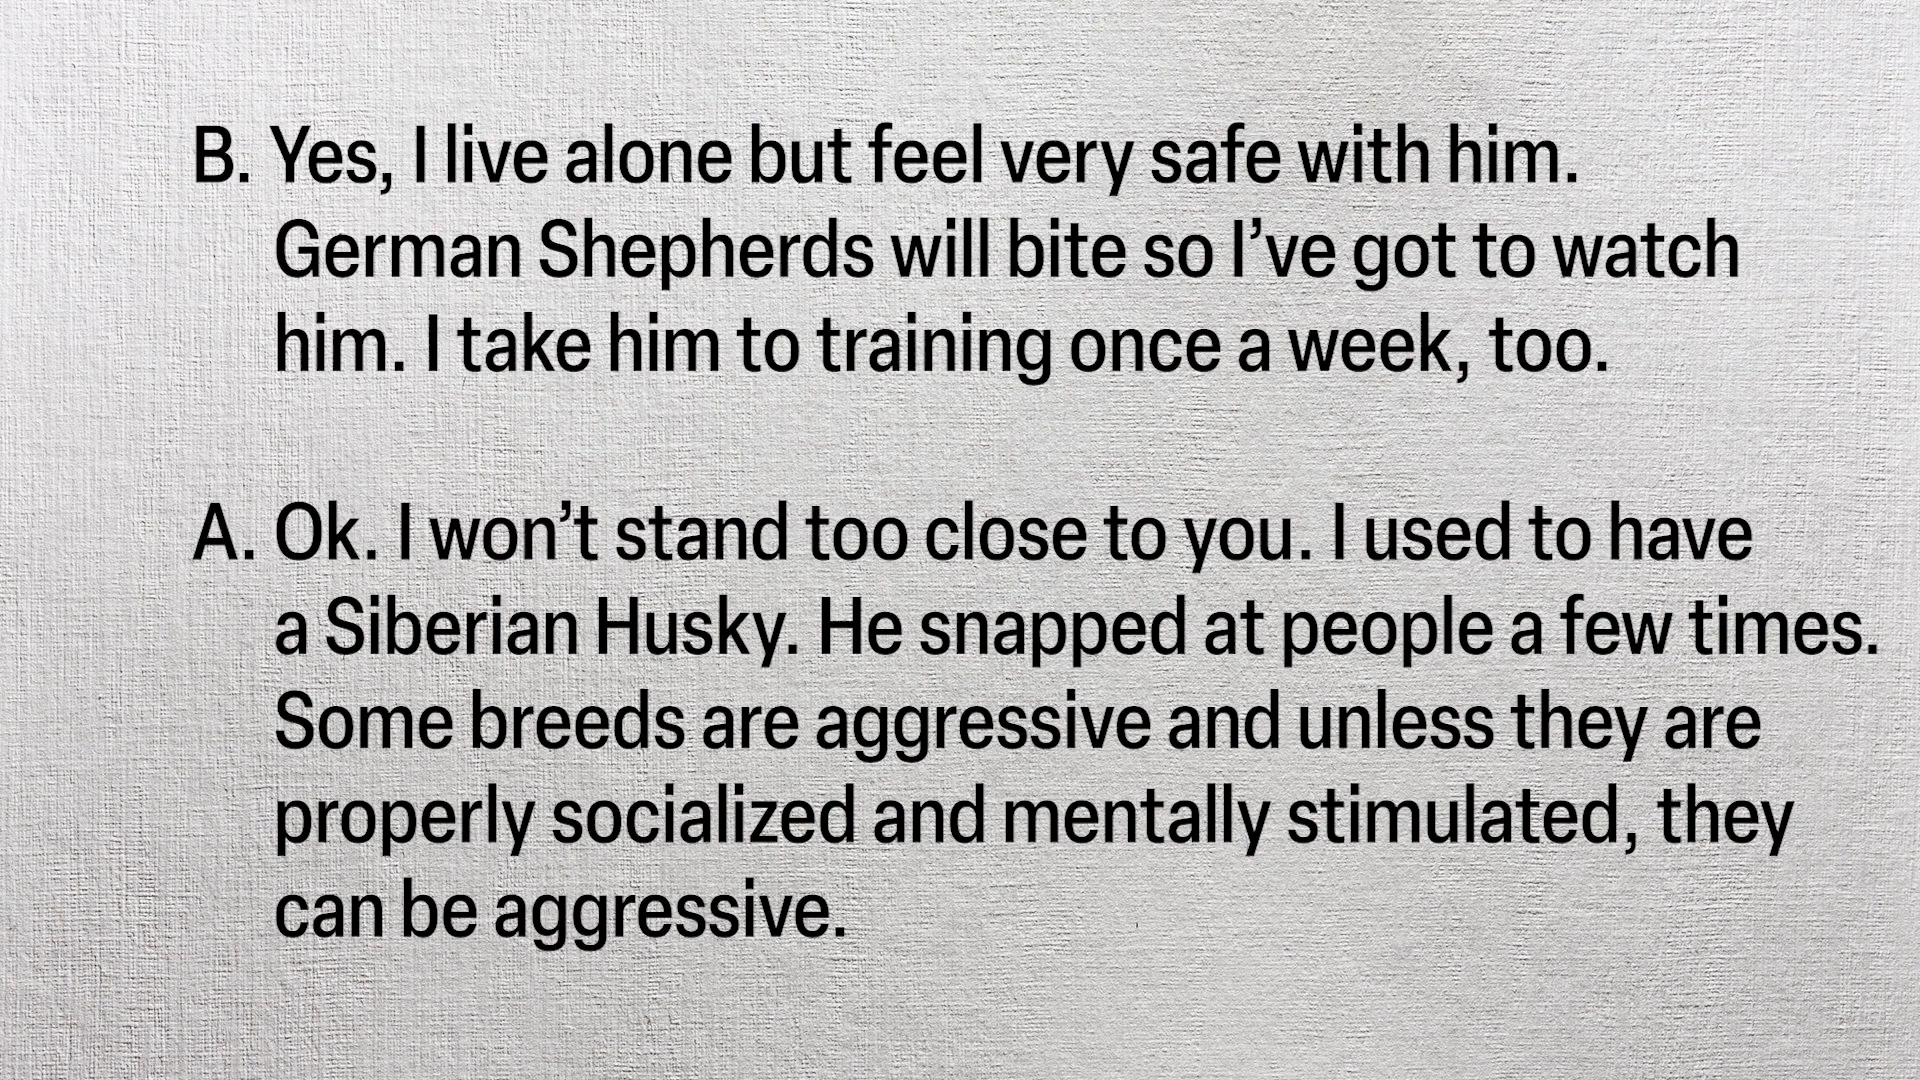 B. Yes, I live alone but feel very safe with him.
German Shepherds will bite so I’ve got to watch
him. I take him to training once a week, too.
A. Ok. I won’t stand too close to you. I used to have
a Siberian Husky. He snapped at people a few times.
Some breeds are aggressive and unless they are
properly socialized and mentally stimulated, they
can be aggressive.